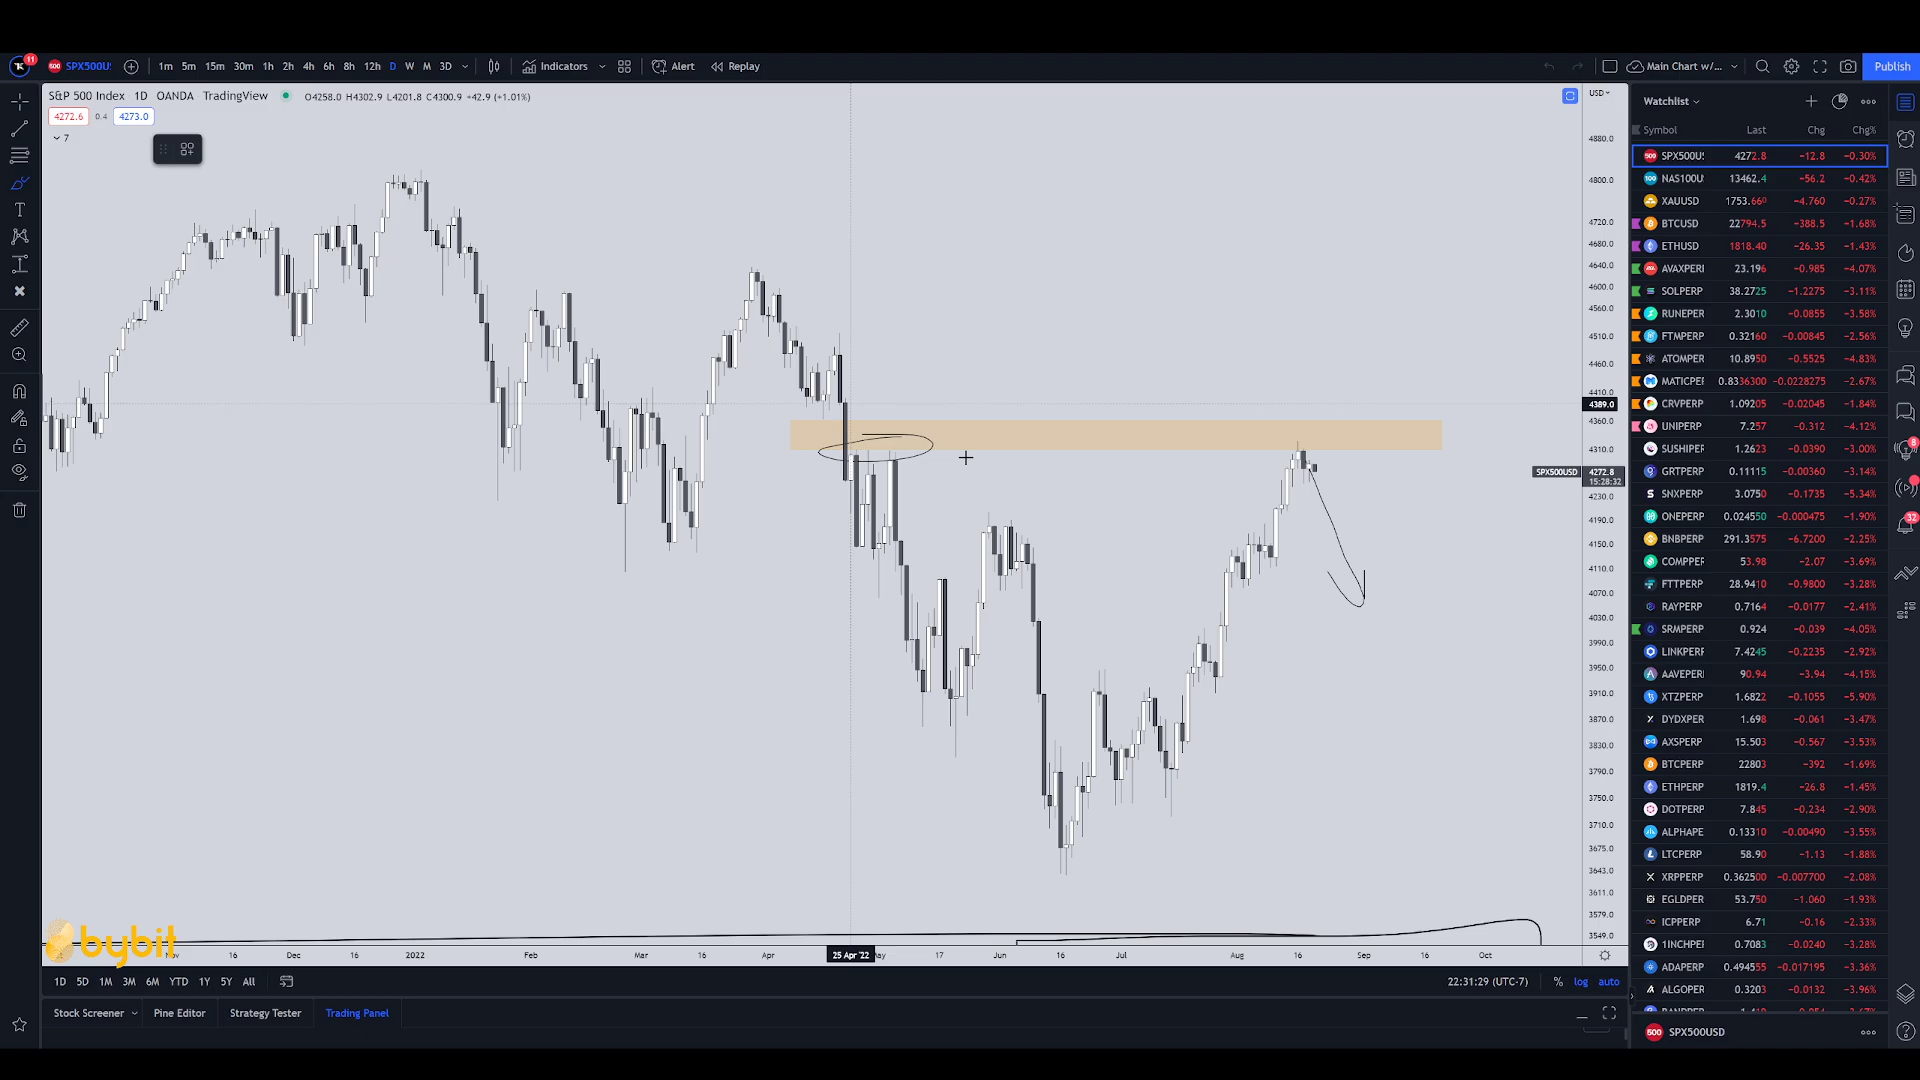 11
SPX500U:
1m 5m 15m 30m 1h 2h 4h 6h 8h 12h D W M 3D
Indicators
Alert
Replay
Main Chart w/...
Publish
S&P 500 Index 1D OANDA TradingView O4258.0 H4302.9 L4201.8 C4300.9 +42.9 (+1.01%)
4272.6 0.4 4273.0
7
USD
4880.0
4800.0
4720.0
4680.0
4640.0
4600.0
4560.0
4510.0
4460.0
4410.0
4389.0
4360.0
4310.0
SPX500USD 4272.8
15:28:32
4230.0
4190.0
4150.0
4110.0
4070.0
4030.0
3990.0
3950.0
3910.0
3870.0
3830.0
3790.0
3750.0
3710.0
3675.0
3643.0
3611.0
3579.0
3549.0
bybit
Nov 16 Dec 16 2022 Feb Mar 16 Apr 25 Apr '22 May 17 Jun 16 Jul Aug 16 Sep 16 Oct
1D 5D 1M 3M 6M YTD 1Y 5Y All
22:31:29 (UTC-7) % log auto
Stock Screener Pine Editor Strategy Tester Trading Panel
Watchlist
Symbol Last Chg Chg%
SPX500U: 4272.8 −12.8 −0.30%
NAS100U: 13462.4 −56.2 −0.42%
XAUUSD 1753.660 −4.760 −0.27%
BTCUSD 22794.5 −388.5 −1.68%
ETHUSD 1818.40 −26.35 −1.43%
AVAXPERI 23.196 −0.985 −4.07%
SOLPERP 38.2725 −1.2275 −3.11%
RUNEPER 2.3010 −0.0855 −3.58%
FTMPERP 0.32160 −0.00845 −2.56%
ATOMPER 10.8950 −0.5525 −4.83%
MATICPEF 0.8336300 −0.0228275 −2.67%
CRVPERP 1.09205 −0.02045 −1.84%
UNIPERP 7.257 −0.312 −4.12%
SUSHIPER 1.2623 −0.0390 −3.00%
GRTPERP 0.11115 −0.00360 −3.14%
SNXPERP 3.0750 −0.1735 −5.34%
ONEPERP 0.024550 −0.000475 −1.90%
BNBPERP 291.3575 −6.7200 −2.25%
COMPPER 53.98 −2.07 −3.69%
FTTPERP 28.9410 −0.9800 −3.28%
RAYPERP 0.7164 −0.0177 −2.41%
SRMPERP 0.924 −0.039 −4.05%
LINKPERF 7.4245 −0.2235 −2.92%
AAVEPERI 90.94 −3.94 −4.15%
XTZPERP 1.6822 −0.1055 −5.90%
DYDXPER 1.698 −0.061 −3.47%
AXSPERP 15.503 −0.567 −3.53%
BTCPERP 22803 −392 −1.69%
ETHPERP 1819.4 −26.8 −1.45%
DOTPERP 7.845 −0.234 −2.90%
ALPHAPE 0.13310 −0.00490 −3.55%
LTCPERP 58.90 −1.13 −1.88%
XRPPERP 0.362500 −0.007700 −2.08%
EGLDPER 53.750 −1.060 −1.93%
ICPPERP 6.71 −0.16 −2.33%
1INCHPER 0.7083 −0.0240 −3.28%
ADAPERP 0.494555 −0.017195 −3.36%
ALGOPER 0.3203 −0.0132 −3.96%
SPX500USD
8
32